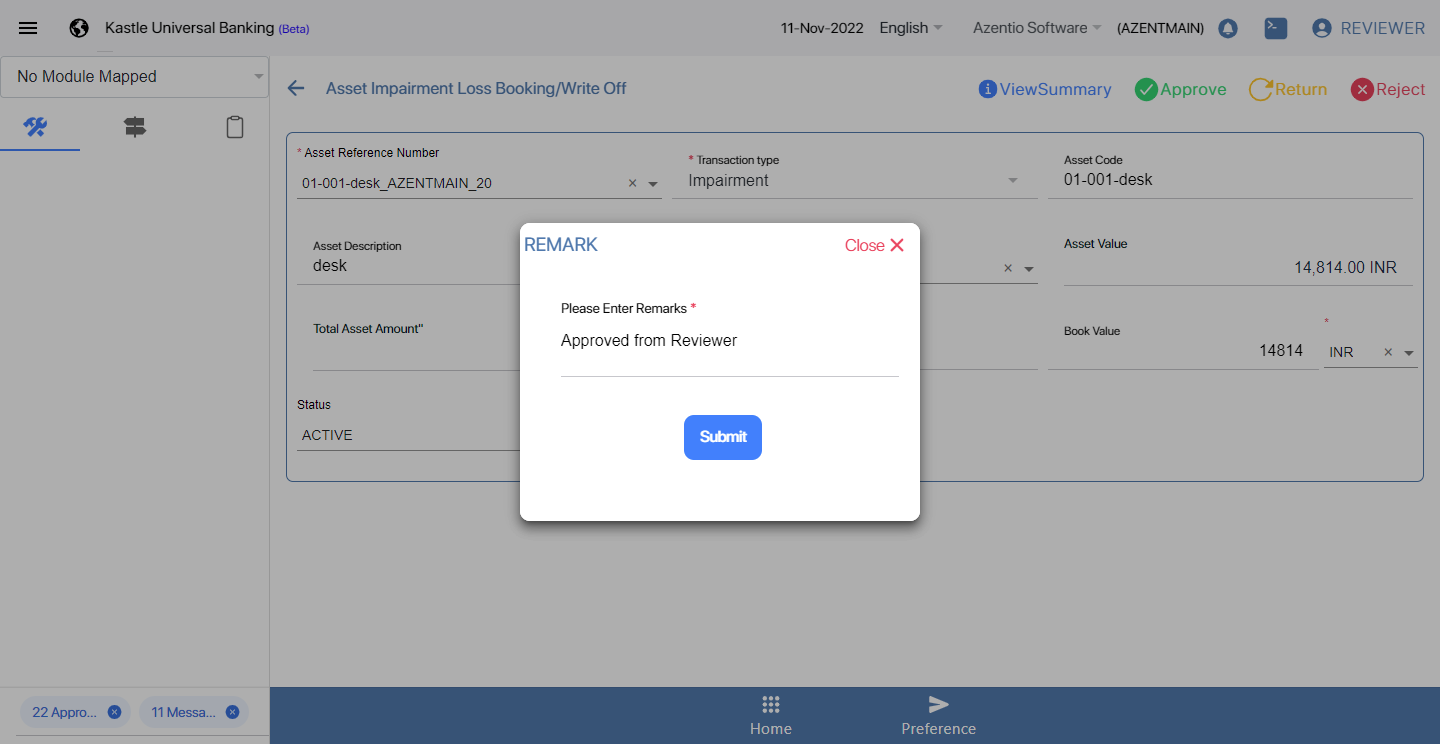 Kastle Universal Banking (Beta) 11-Nov-2022 English Azentio Software (AZENTMAIN) REVIEWER
No Module Mapped
Asset Impairment Loss Booking/Write Off ViewSummary Approve Return Reject
* Asset Reference Number * Transaction type Asset Code
01-001-desk_AZENTMAIN_20 × Impairment 01-001-desk
REMARK Close ×
Asset Description Asset Value
desk × 14,814.00 INR
Please Enter Remarks *
Total Asset Amount" Book Value *
Approved from Reviewer 14814 INR ×
Status
ACTIVE
Submit
22 Appro... 11 Messa...
Home Preference